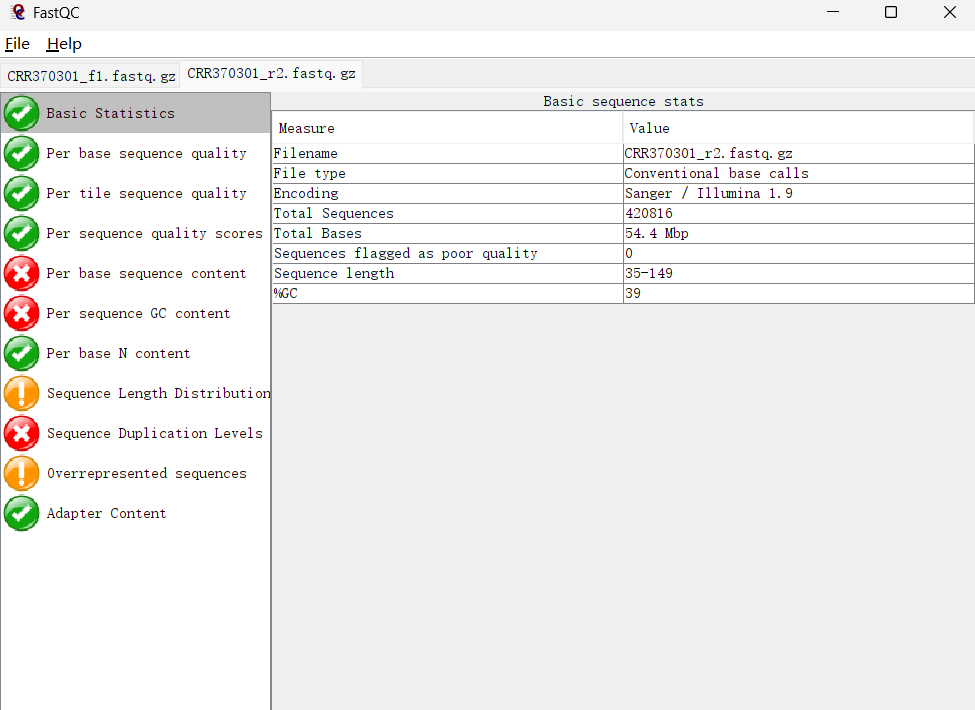 FastQC
File Help
CRR370301_f1.fastq.gz CRR370301_r2.fastq.gz
Basic Statistics
Per base sequence quality
Per tile sequence quality
Per sequence quality scores
Per base sequence content
Per sequence GC content
Per base N content
Sequence Length Distribution
Sequence Duplication Levels
Overrepresented sequences
Adapter Content
Basic sequence stats
Measure Value
Filename CRR370301_r2.fastq.gz
File type Conventional base calls
Encoding Sanger / Illumina 1.9
Total Sequences 420816
Total Bases 54.4 Mbp
Sequences flagged as poor quality 0
Sequence length 35-149
%GC 39